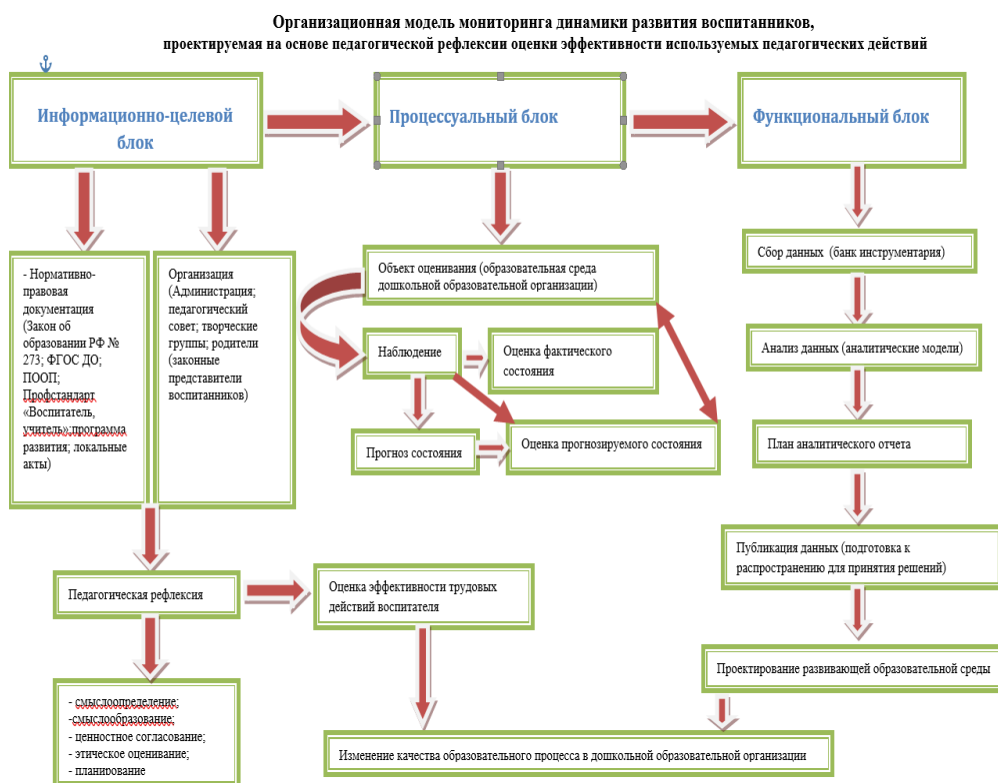 Организационная модель мониторинга динамики развития воспитанников,
проектируемая на основе педагогической рефлексии оценки эффективности используемых педагогических действий
Информационно-целевой
блок
Процессуальный блок
Функциональный блок
- Нормативно-
правовая
документация
(Закон об
образовании РФ №
273; ФГОС ДО;
ПООП;
Профстандарт
«Воспитатель,
учитель»;программа
развития; локальные
акты)
Организация
(Администрация;
педагогический
совет; творческие
группы; родители
(законные
представители
воспитанников)
Объект оценивания (образовательная среда
дошкольной образовательной организации)
Наблюдение
Оценка фактического
состояния
Прогноз состояния
Оценка прогнозируемого состояния
Сбор данных (банк инструментария)
Анализ данных (аналитические модели)
План аналитического отчета
Публикация данных (подготовка к
распространению для принятия решений)
Проектирование развивающей образовательной среды
Педагогическая рефлексия
Оценка эффективности трудовых
действий воспитателя
- смыслоопределение;
-смыслообразование;
- ценностное согласование;
- этическое оценивание;
- планирование
Изменение качества образовательного процесса в дошкольной образовательной организации